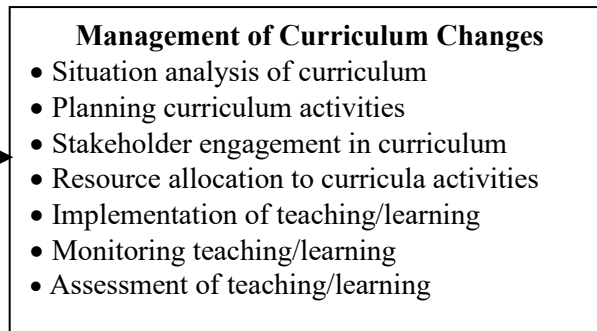 Management of Curriculum Changes
• Situation analysis of curriculum
• Planning curriculum activities
• Stakeholder engagement in curriculum
• Resource allocation to curricula activities
• Implementation of teaching/learning
• Monitoring teaching/learning
• Assessment of teaching/learning